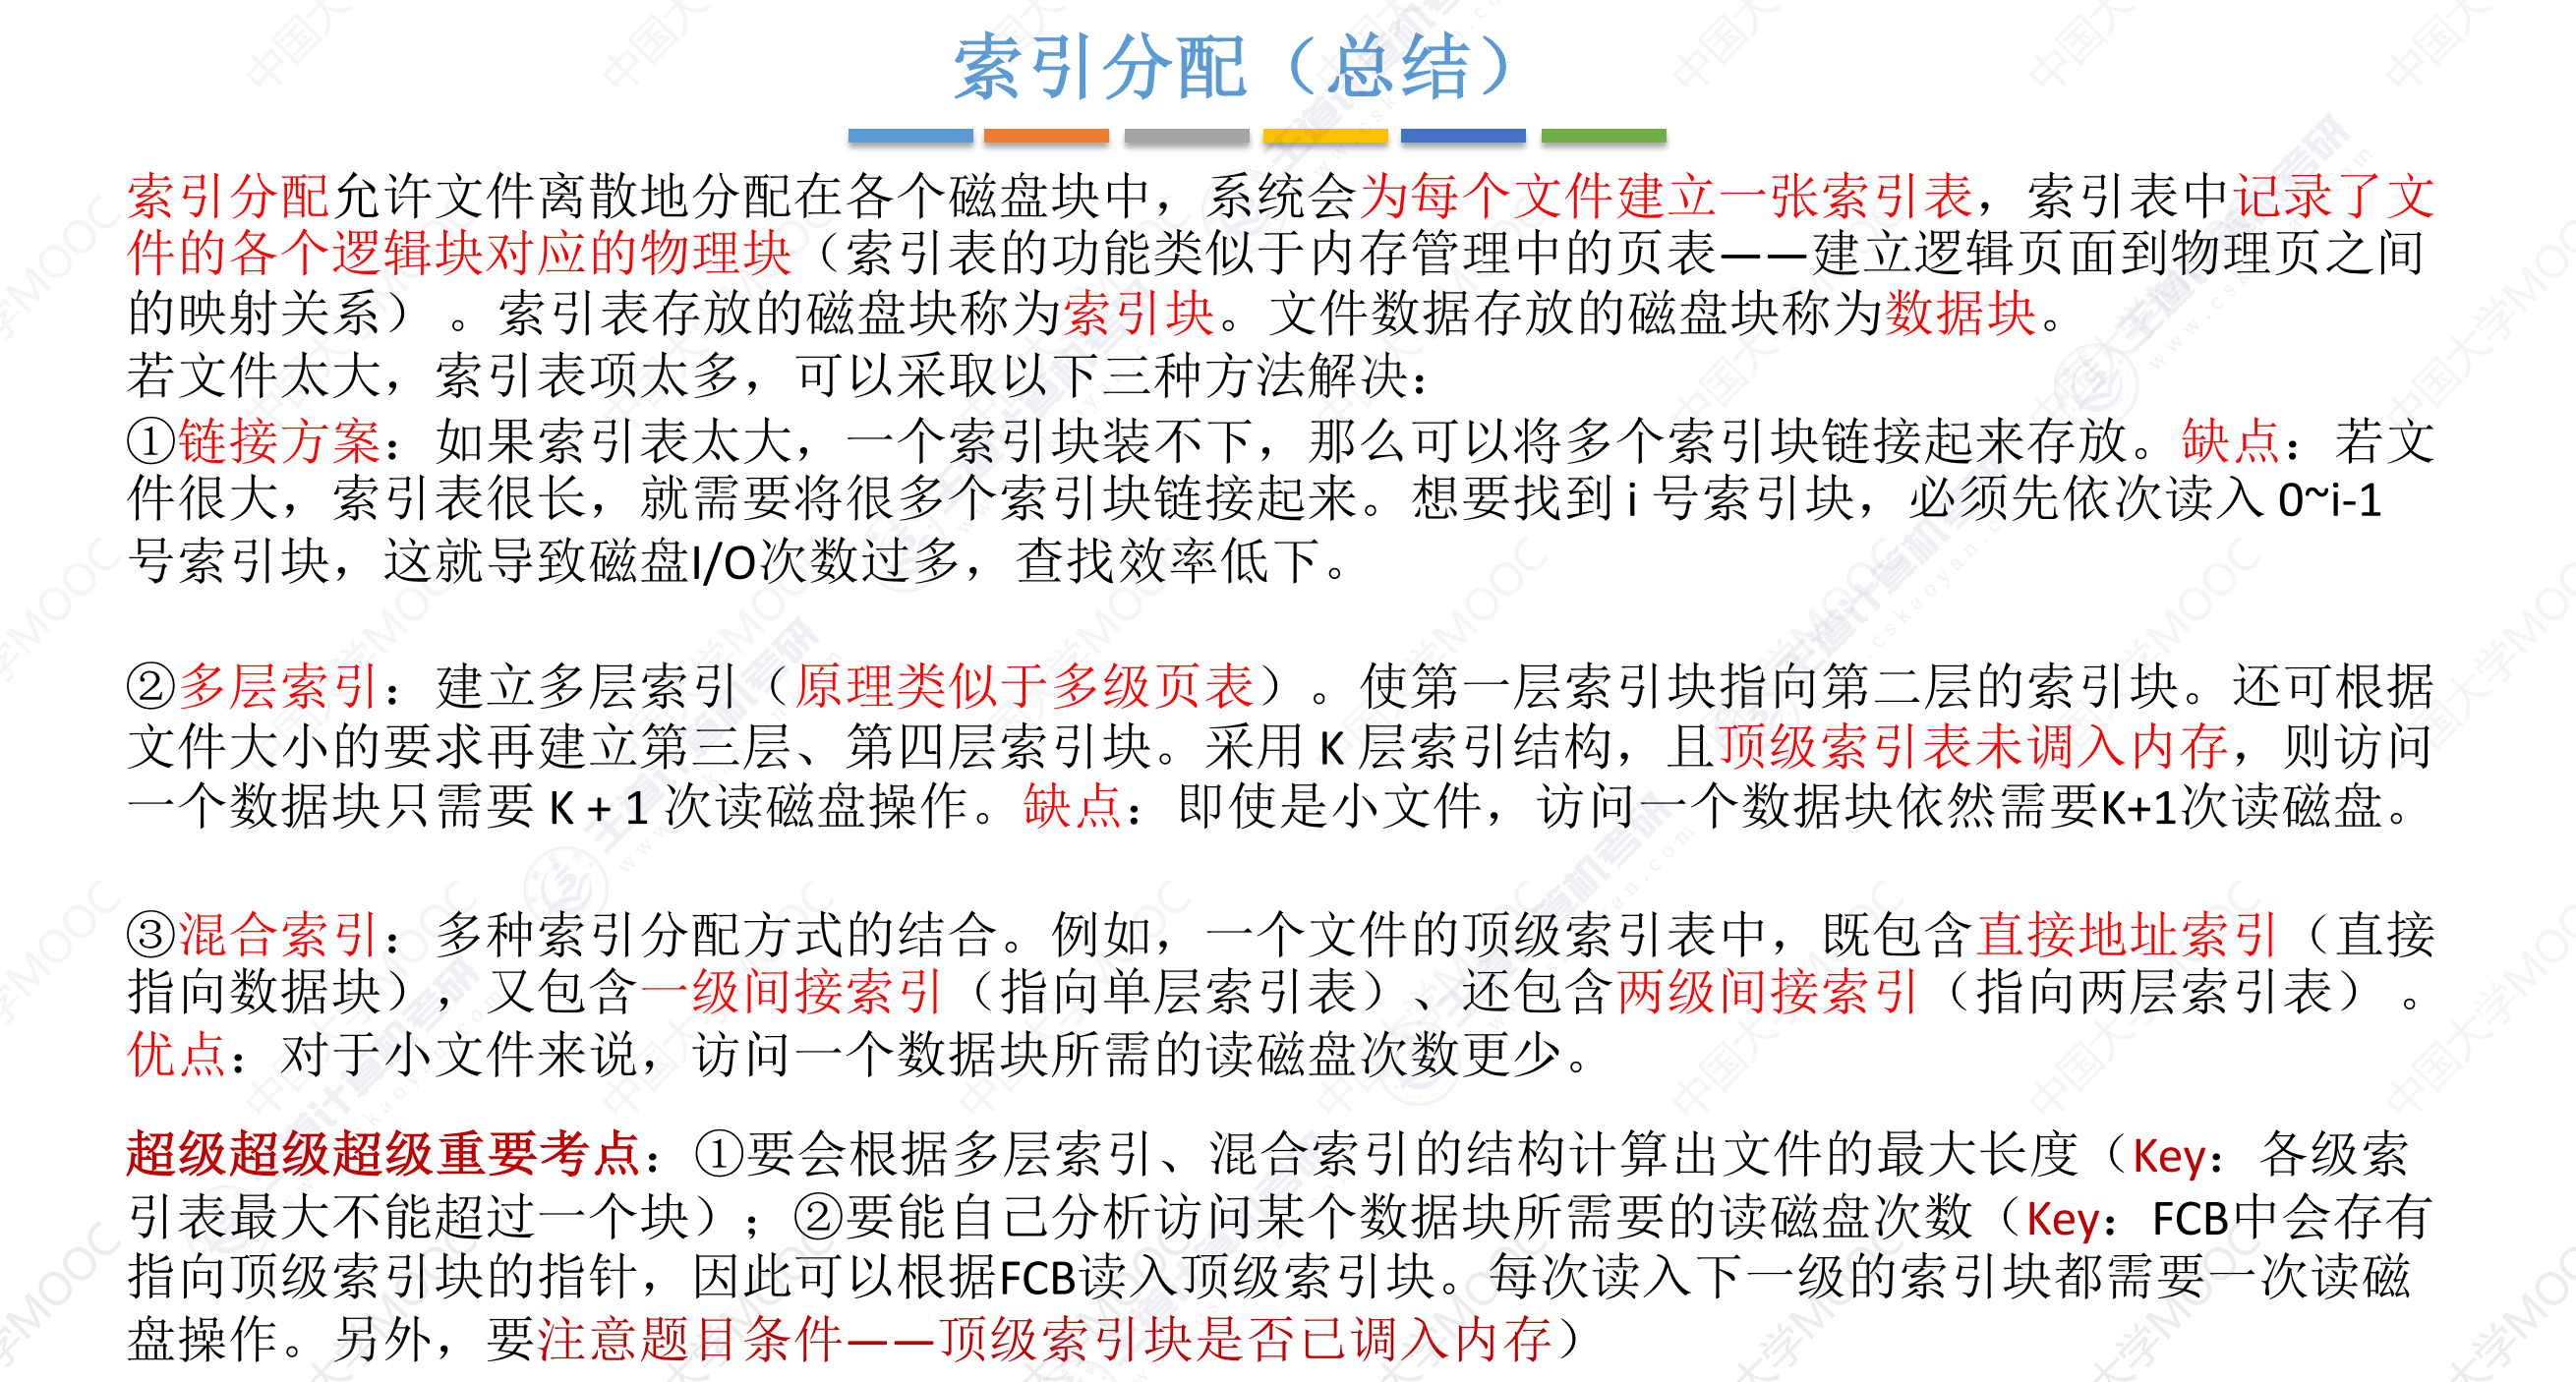 索引分配（总结）
索引分配允许文件离散地分配在各个磁盘块中，系统会为每个文件建立一张索引表，索引表中记录了文
件的各个逻辑块对应的物理块（索引表的功能类似于内存管理中的页表——建立逻辑页面到物理页之间
的映射关系）。索引表存放的磁盘块称为索引块。文件数据存放的磁盘块称为数据块。
若文件太大，索引表项太多，可以采取以下三种方法解决：
①链接方案：如果索引表太大，一个索引块装不下，那么可以将多个索引块链接起来存放。缺点：若文
件很大，索引表很长，就需要将很多个索引块链接起来。想要找到 i 号索引块，必须先依次读入 0~i-1
号索引块，这就导致磁盘I/O次数过多，查找效率低下。
②多层索引：建立多层索引（原理类似于多级页表）。使第一层索引块指向第二层的索引块。还可根据
文件大小的要求再建立第三层、第四层索引块。采用 K 层索引结构，且顶级索引表未调入内存，则访问
一个数据块只需要 K + 1 次读磁盘操作。缺点：即使是小文件，访问一个数据块依然需要K+1次读磁盘。
③混合索引：多种索引分配方式的结合。例如，一个文件的顶级索引表中，既包含直接地址索引（直接
指向数据块），又包含一级间接索引（指向单层索引表）、还包含两级间接索引（指向两层索引表）。
优点：对于小文件来说，访问一个数据块所需的读磁盘次数更少。
超级超级超级重要考点：①要会根据多层索引、混合索引的结构计算出文件的最大长度（Key：各级索
引表最大不能超过一个块）；②要能自己分析访问某个数据块所需要的读磁盘次数（Key：FCB中会存有
指向顶级索引块的指针，因此可以根据FCB读入顶级索引块。每次读入下一级的索引块都需要一次读磁
盘操作。另外，要注意题目条件——顶级索引块是否已调入内存）